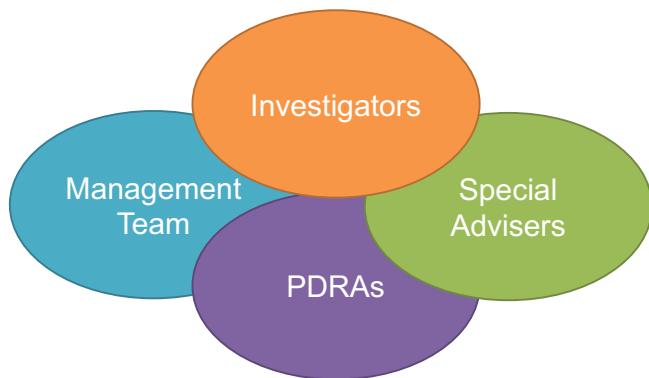 Investigators
Management
Team
Special
Advisers
PDRAs